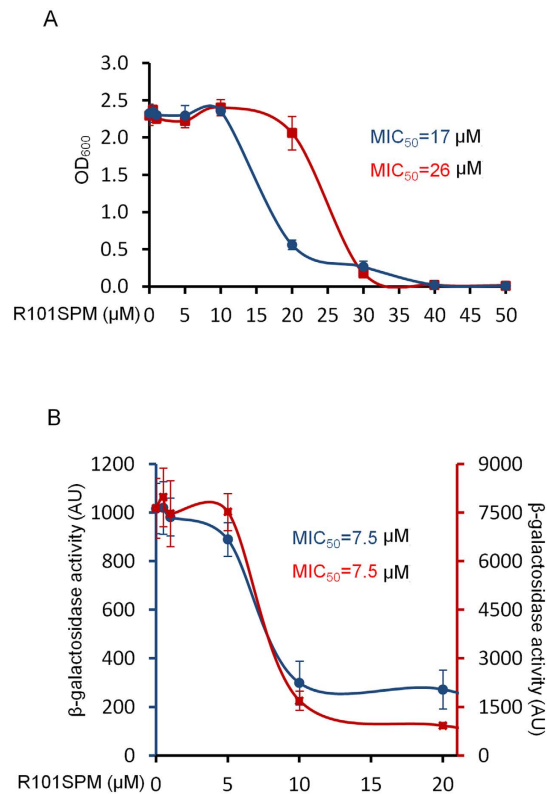 A
3.0
2.5
2.0
1.5
1.0
0.5
0.0
OD600
MIC50=17 µM
MIC50=26 µM
R101SPM (µM) 0 5 10 15 20 25 30 35 40 45 50
B
1200 9000
1000 7500
800 6000
600 4500
400 3000
200 1500
0 0
β-galactosidase activity (AU)
MIC50=7.5 µM
MIC50=7.5 µM
β-galactosidase activity (AU)
R101SPM (µM) 0 5 10 15 20